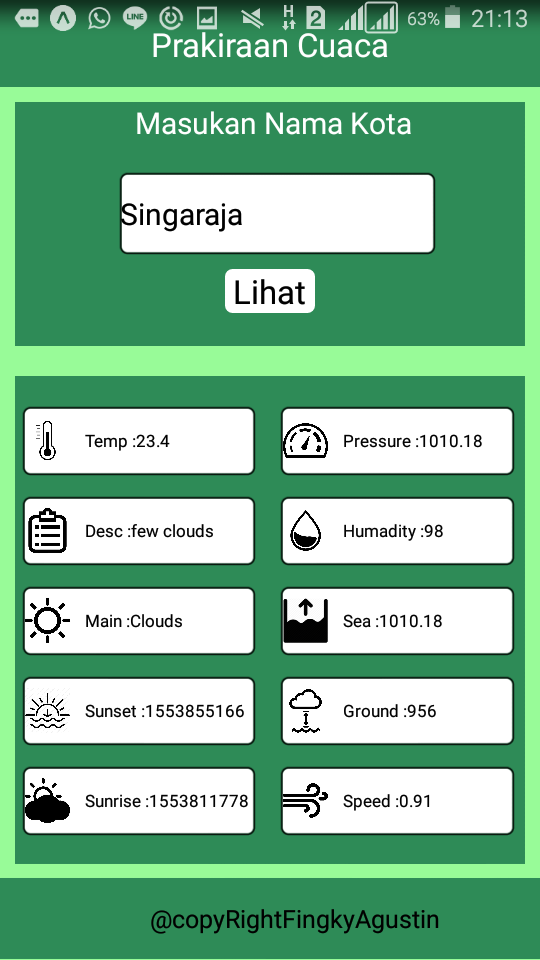 LINE H 2 63% 21:13
Prakiraan Cuaca
Masukan Nama Kota
Singaraja
Lihat
Temp :23.4
Pressure :1010.18
Desc :few clouds
Humadity :98
Main :Clouds
Sea :1010.18
Sunset :1553855166
Ground :956
Sunrise :1553811778
Speed :0.91
@copyRightFingkyAgustin